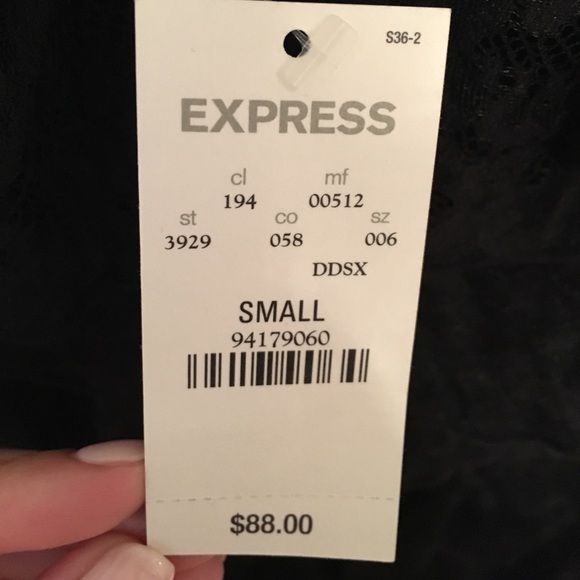 S36-2
EXPRESS
cl mf
194 00512
st co sz
3929 058 006
DDSX
SMALL
94179060
$88.00